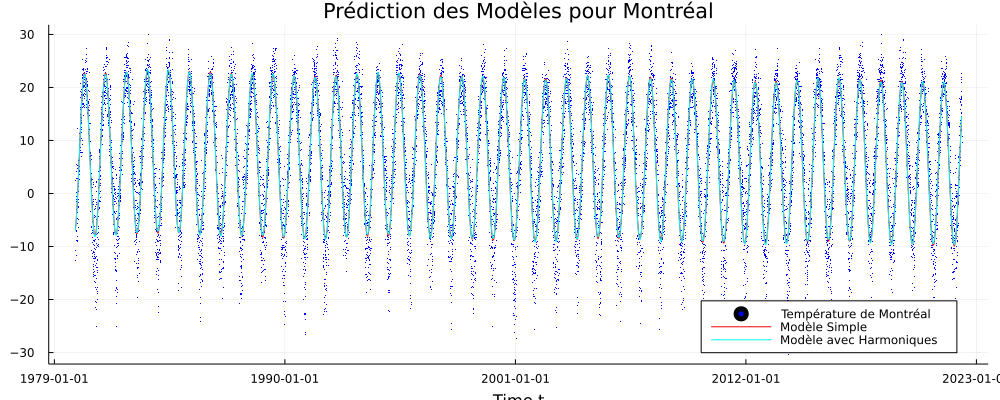 Prédiction des Modèles pour Montréal
30
20
10
0
−10
−20
−30
Température de Montréal
Modèle Simple
Modèle avec Harmoniques
1979-01-01 1990-01-01 2001-01-01 2012-01-01 2023-01-0
Time t